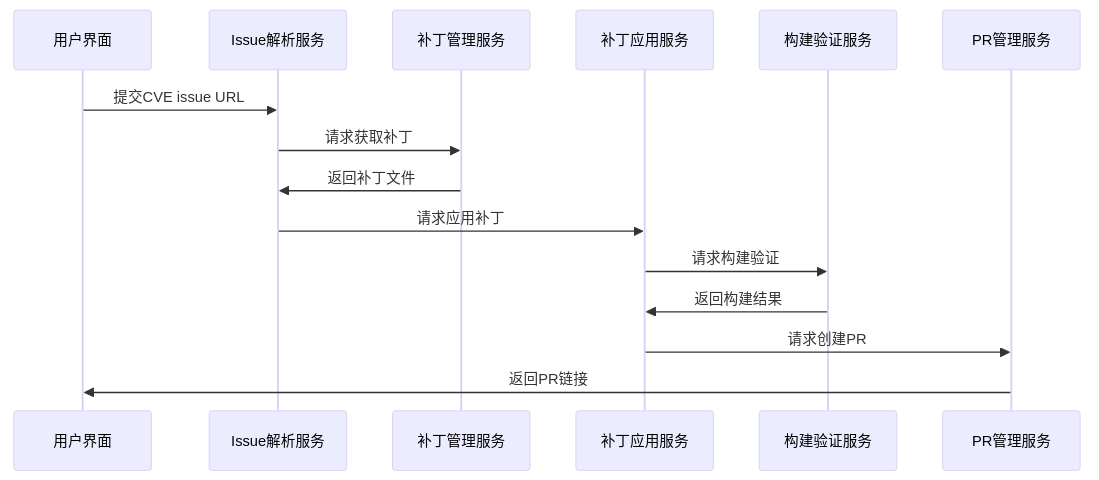 用户界面
Issue解析服务
补丁管理服务
补丁应用服务
构建验证服务
PR管理服务
提交CVE issue URL
请求获取补丁
返回补丁文件
请求应用补丁
请求构建验证
返回构建结果
请求创建PR
返回PR链接
用户界面
Issue解析服务
补丁管理服务
补丁应用服务
构建验证服务
PR管理服务